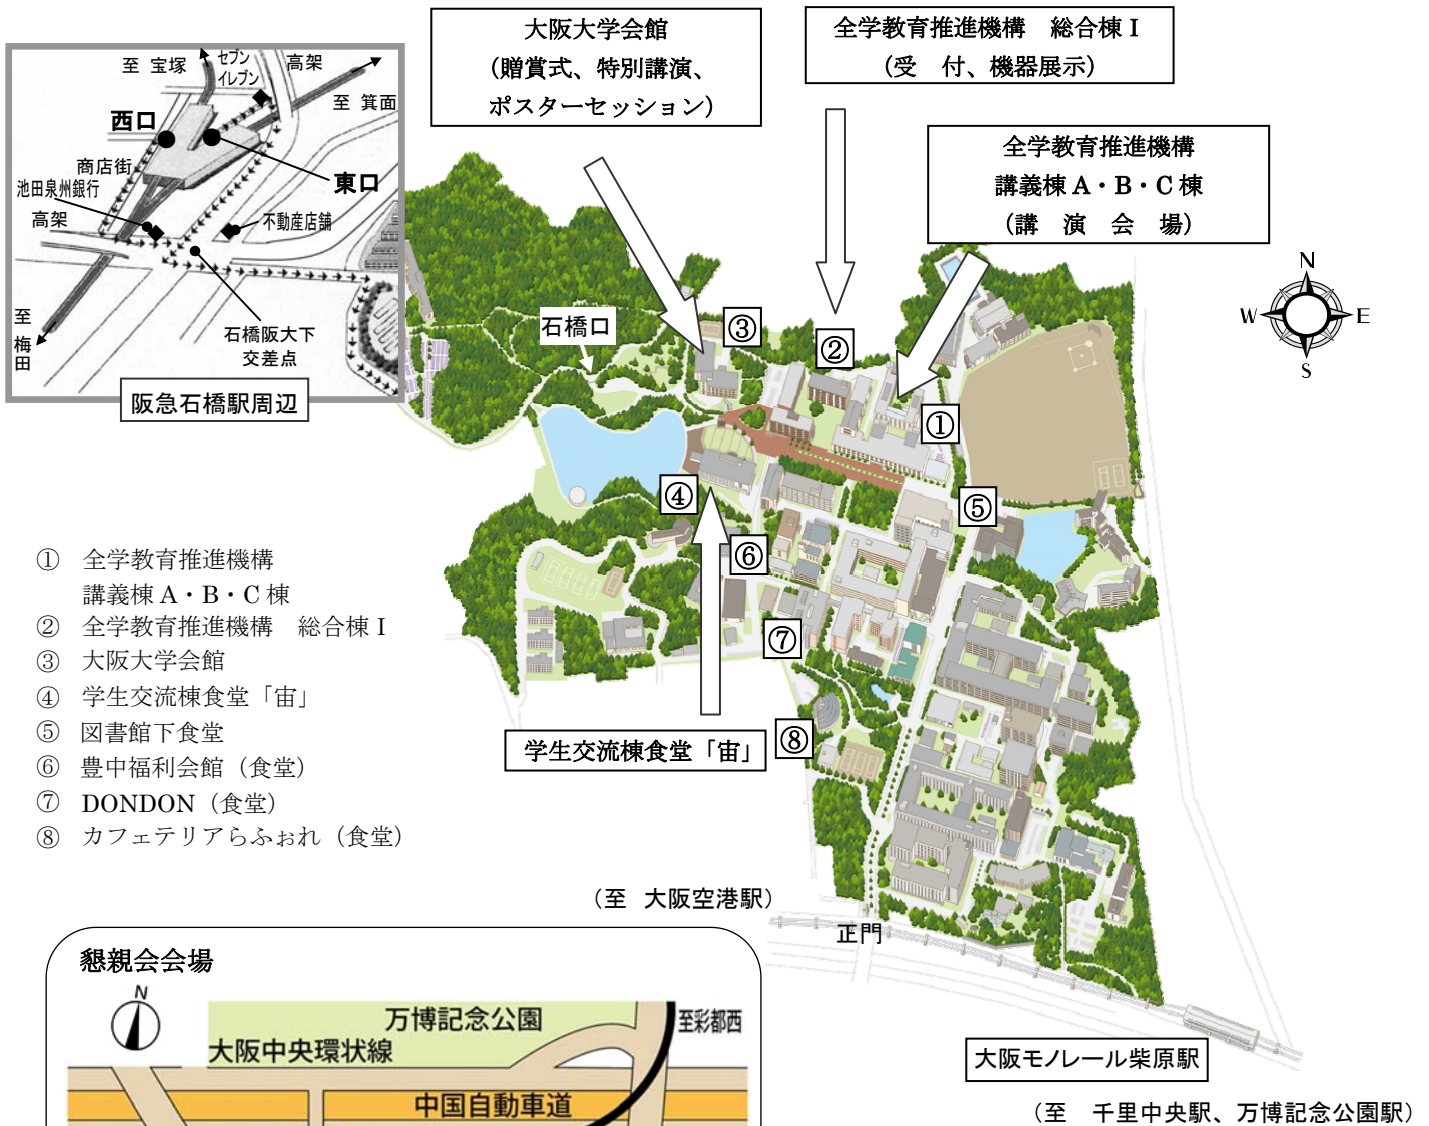 大阪大学会館
（贈賞式、特別講演、
ポスターセッション）
全学教育推進機構　総合棟 I
（受　付、機器展示）
全学教育推進機構
講義棟 A・B・C 棟
（講　演　会　場）
至 宝塚
セブン
イレブン
高架
至 箕面
西口
商店街
東口
池田泉州銀行
高架
不動産店舗
至
梅
田
石橋阪大下
交差点
阪急石橋駅周辺
N
W
E
S
石橋口
③
②
①
④
⑤
⑥
⑦
⑧
学生交流棟食堂「宙」
① 全学教育推進機構
講義棟 A・B・C 棟
② 全学教育推進機構　総合棟 I
③ 大阪大学会館
④ 学生交流棟食堂「宙」
⑤ 図書館下食堂
⑥ 豊中福利会館（食堂）
⑦ DONDON（食堂）
⑧ カフェテリアらふぉれ（食堂）
（至　大阪空港駅）
正門
大阪モノレール柴原駅
（至　千里中央駅、万博記念公園駅）
懇親会会場
N
万博記念公園
至彩都西
大阪中央環状線
中国自動車道